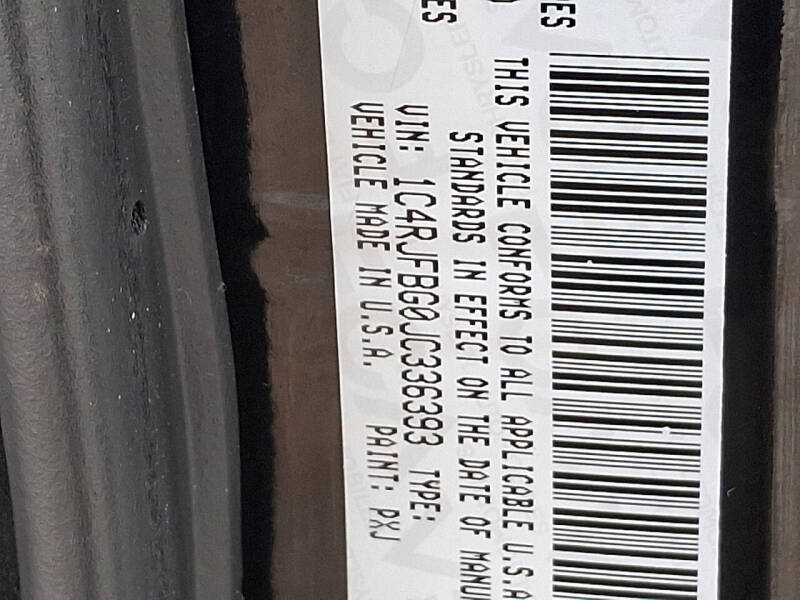 THIS VEHICLE CONFORMS TO ALL APPLICABLE U.S.A
STANDARDS IN EFFECT ON THE DATE OF MANU
VIN: 1C4RJFBG0JC336393 TYPE:
VEHICLE MADE IN U.S.A. PAINT: PXJ